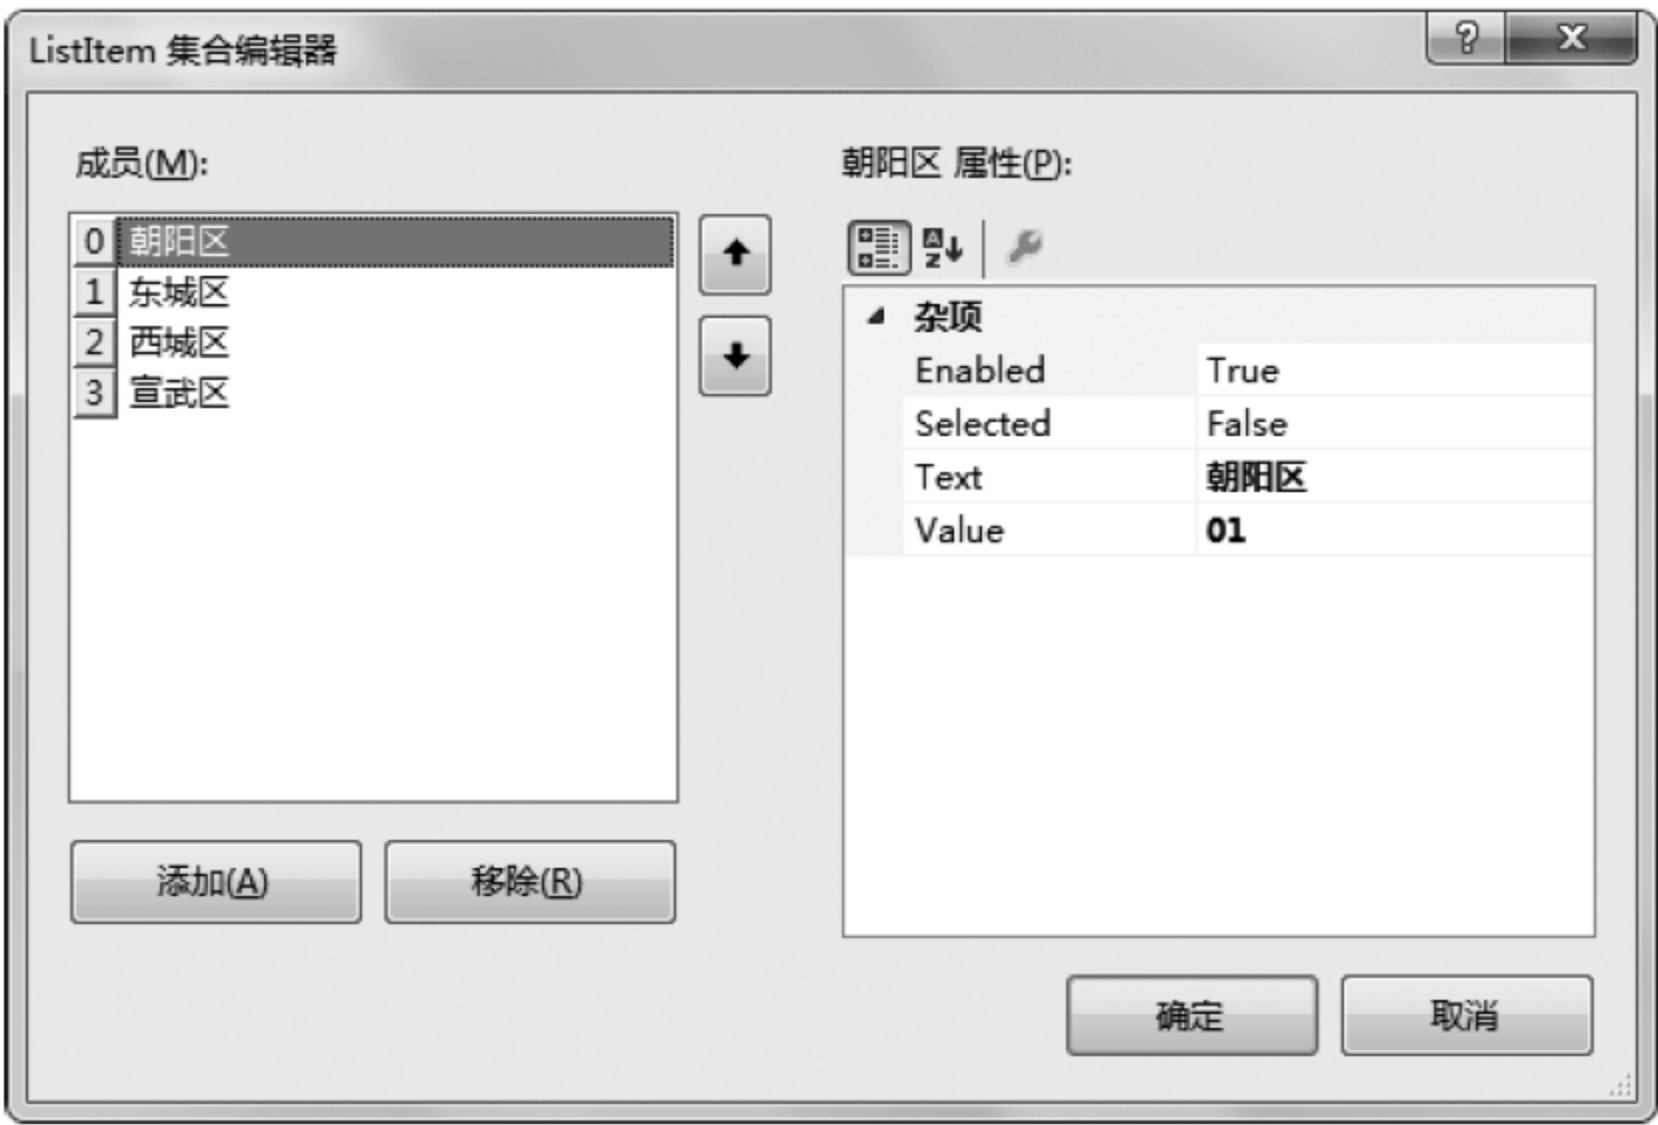 ListItem 集合编辑器
成员(M):
0 朝阳区
1 东城区
2 西城区
3 宣武区
添加(A)
移除(R)
朝阳区 属性(P):
杂项
Enabled True
Selected False
Text 朝阳区
Value 01
确定
取消